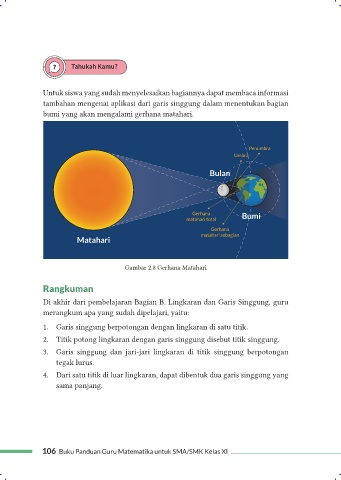 ? Tahukah Kamu?
Untuk siswa yang sudah menyelesaikan bagiannya dapat membaca informasi
tambahan mengenai aplikasi dari garis singgung dalam menentukan bagian
bumi yang akan mengalami gerhana matahari.
Penumbra
Umbra
Bulan
Gerhana
matahari total
Bumi
Gerhana
matahari sebagian
Matahari
Gambar 2.8 Gerhana Matahari
Rangkuman
Di akhir dari pembelajaran Bagian B. Lingkaran dan Garis Singgung, guru
merangkum apa yang sudah dipelajari, yaitu:
1. Garis singgung berpotongan dengan lingkaran di satu titik.
2. Titik potong lingkaran dengan garis singgung disebut titik singgung.
3. Garis singgung dan jari-jari lingkaran di titik singgung berpotongan
tegak lurus.
4. Dari satu titik di luar lingkaran, dapat dibentuk dua garis singgung yang
sama panjang.
106 Buku Panduan Guru Matematika untuk SMA/SMK Kelas XI